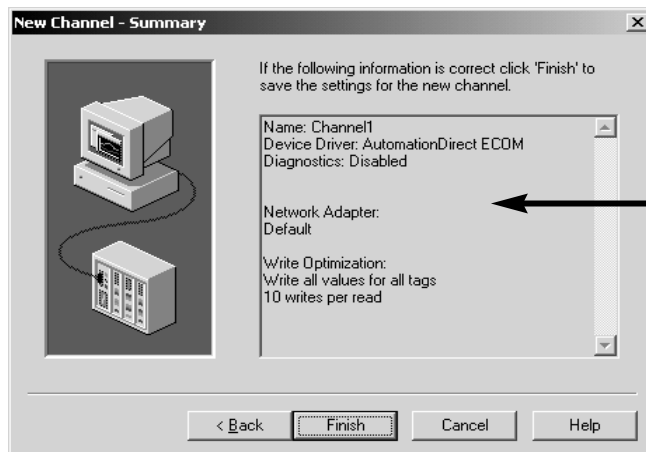 New Channel - Summary
If the following information is correct click 'Finish' to
save the settings for the new channel.
Name: Channel1
Device Driver: AutomationDirect ECOM
Diagnostics: Disabled
Network Adapter:
Default
Write Optimization:
Write all values for all tags
10 writes per read
< Back
Finish
Cancel
Help